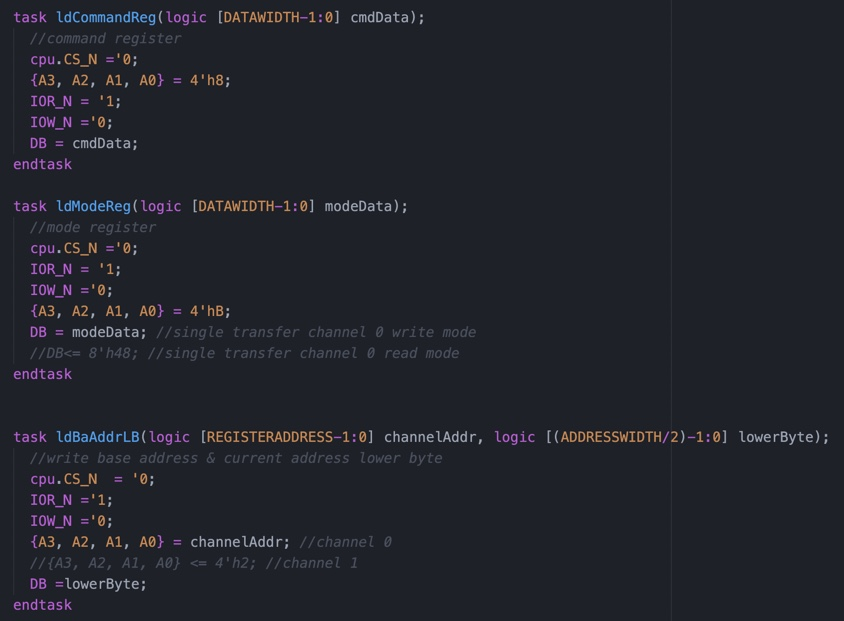 task ldCommandReg(logic [DATAWIDTH-1:0] cmdData);
//command register
cpu.CS_N ='0;
{A3, A2, A1, A0} = 4'h8;
IOR_N = '1;
IOW_N ='0;
DB = cmdData;
endtask
task ldModeReg(logic [DATAWIDTH-1:0] modeData);
//mode register
cpu.CS_N ='0;
IOR_N = '1;
IOW_N ='0;
{A3, A2, A1, A0} = 4'hB;
DB = modeData; //single transfer channel 0 write mode
//DB<= 8'h48; //single transfer channel 0 read mode
endtask
task ldBaAddrLB(logic [REGISTERADDRESS-1:0] channelAddr, logic [(ADDRESSWIDTH/2)-1:0] lowerByte);
//write base address & current address lower byte
cpu.CS_N  = '0;
IOR_N ='1;
IOW_N ='0;
{A3, A2, A1, A0} = channelAddr; //channel 0
//{A3, A2, A1, A0} <= 4'h2; //channel 1
DB =lowerByte;
endtask